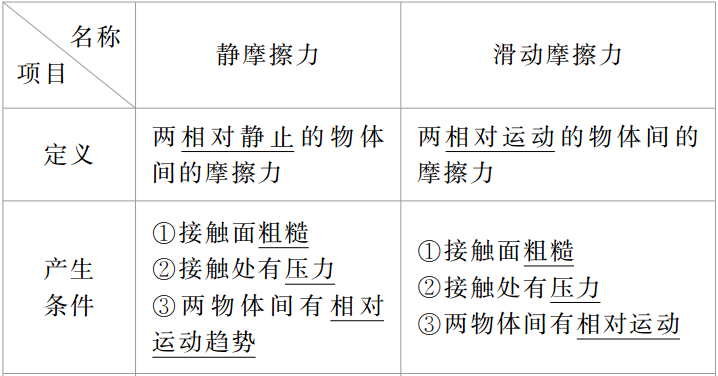 名称
项目
静摩擦力
滑动摩擦力
定义
两相对静止的物体
间的摩擦力
两相对运动的物体间的
摩擦力
产生
条件
①接触面粗糙
②接触处有压力
③两物体间有相对
运动趋势
①接触面粗糙
②接触处有压力
③两物体间有相对运动